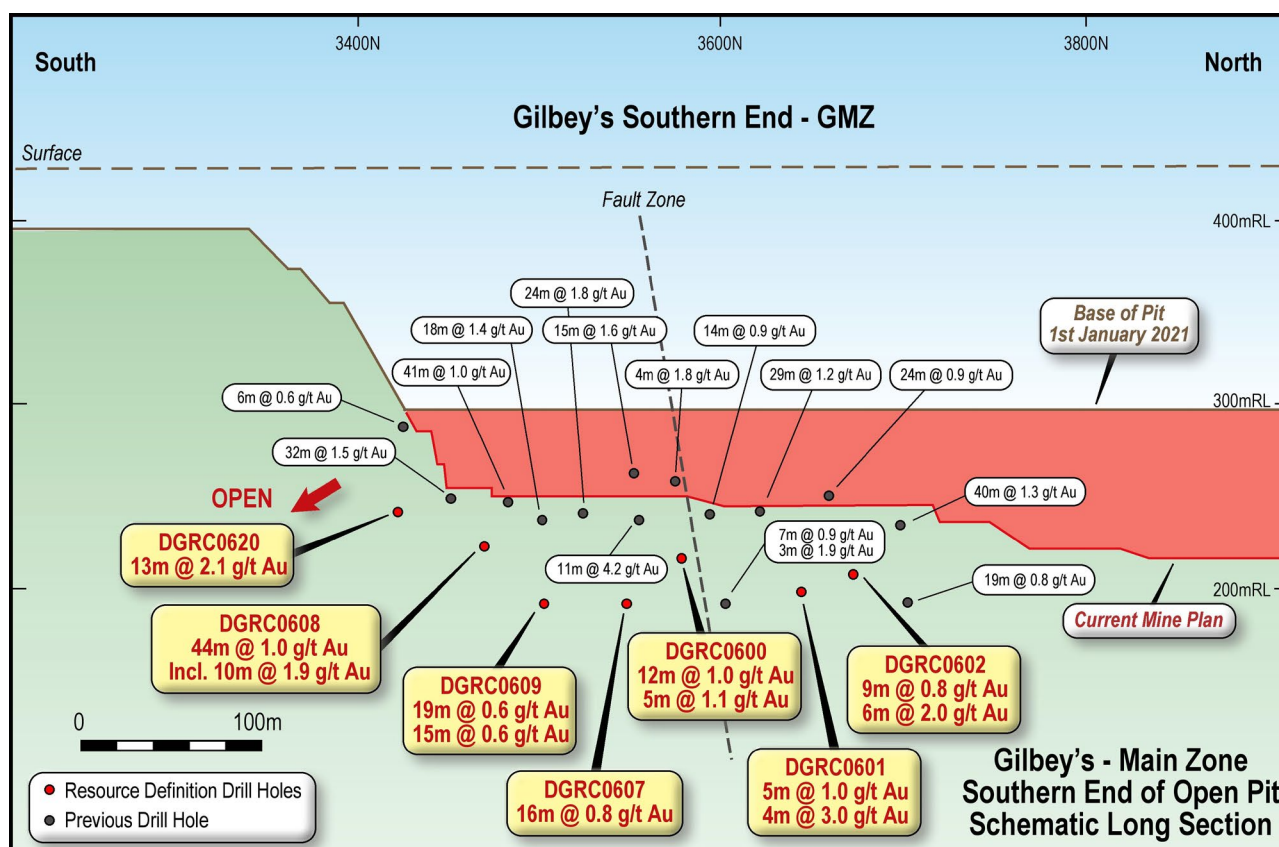 3400N
3600N
3800N
South
North
Gilbey's Southern End - GMZ
Surface
Fault Zone
400mRL
24m @ 1.8 g/t Au
18m @ 1.4 g/t Au
15m @ 1.6 g/t Au
14m @ 0.9 g/t Au
Base of Pit
1st January 2021
41m @ 1.0 g/t Au
4m @ 1.8 g/t Au
29m @ 1.2 g/t Au
24m @ 0.9 g/t Au
6m @ 0.6 g/t Au
300mRL
32m @ 1.5 g/t Au
OPEN
40m @ 1.3 g/t Au
DGRC0620
13m @ 2.1 g/t Au
7m @ 0.9 g/t Au
3m @ 1.9 g/t Au
11m @ 4.2 g/t Au
19m @ 0.8 g/t Au
200mRL
DGRC0608
44m @ 1.0 g/t Au
Incl. 10m @ 1.9 g/t Au
Current Mine Plan
DGRC0600
12m @ 1.0 g/t Au
5m @ 1.1 g/t Au
DGRC0602
9m @ 0.8 g/t Au
6m @ 2.0 g/t Au
DGRC0609
19m @ 0.6 g/t Au
15m @ 0.6 g/t Au
0
100m
DGRC0601
5m @ 1.0 g/t Au
4m @ 3.0 g/t Au
DGRC0607
16m @ 0.8 g/t Au
Gilbey's - Main Zone
Southern End of Open Pit
Schematic Long Section
Resource Definition Drill Holes
Previous Drill Hole